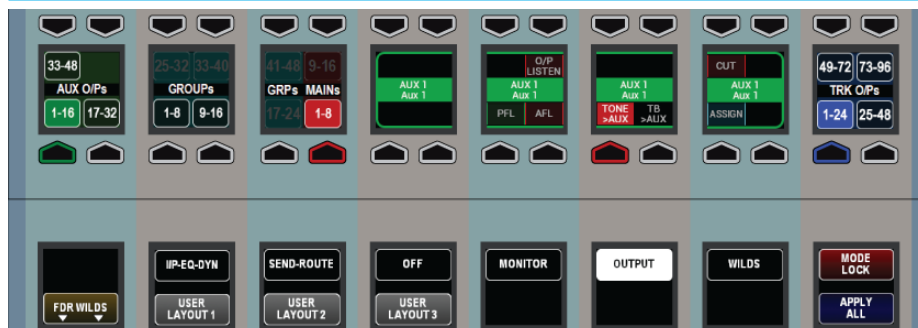 33-48
AUX O/Ps
1-16 17-32
25-32 33-40
GROUPs
1-8 9-16
41-48 9-16
GRPs MAINs
17-24 1-8
AUX 1
Aux 1
O/P
LISTEN
AUX 1
Aux 1
PFL AFL
AUX 1
Aux 1
TONE TB
>AUX >AUX
CUT
AUX 1
Aux 1
ASSIGN
49-72 73-96
TRK O/Ps
1-24 25-48
FDR WILDS
I/P-EQ-DYN
USER
LAYOUT 1
SEND-ROUTE
USER
LAYOUT 2
OFF
USER
LAYOUT 3
MONITOR
OUTPUT
WILDS
MODE
LOCK
APPLY
ALL